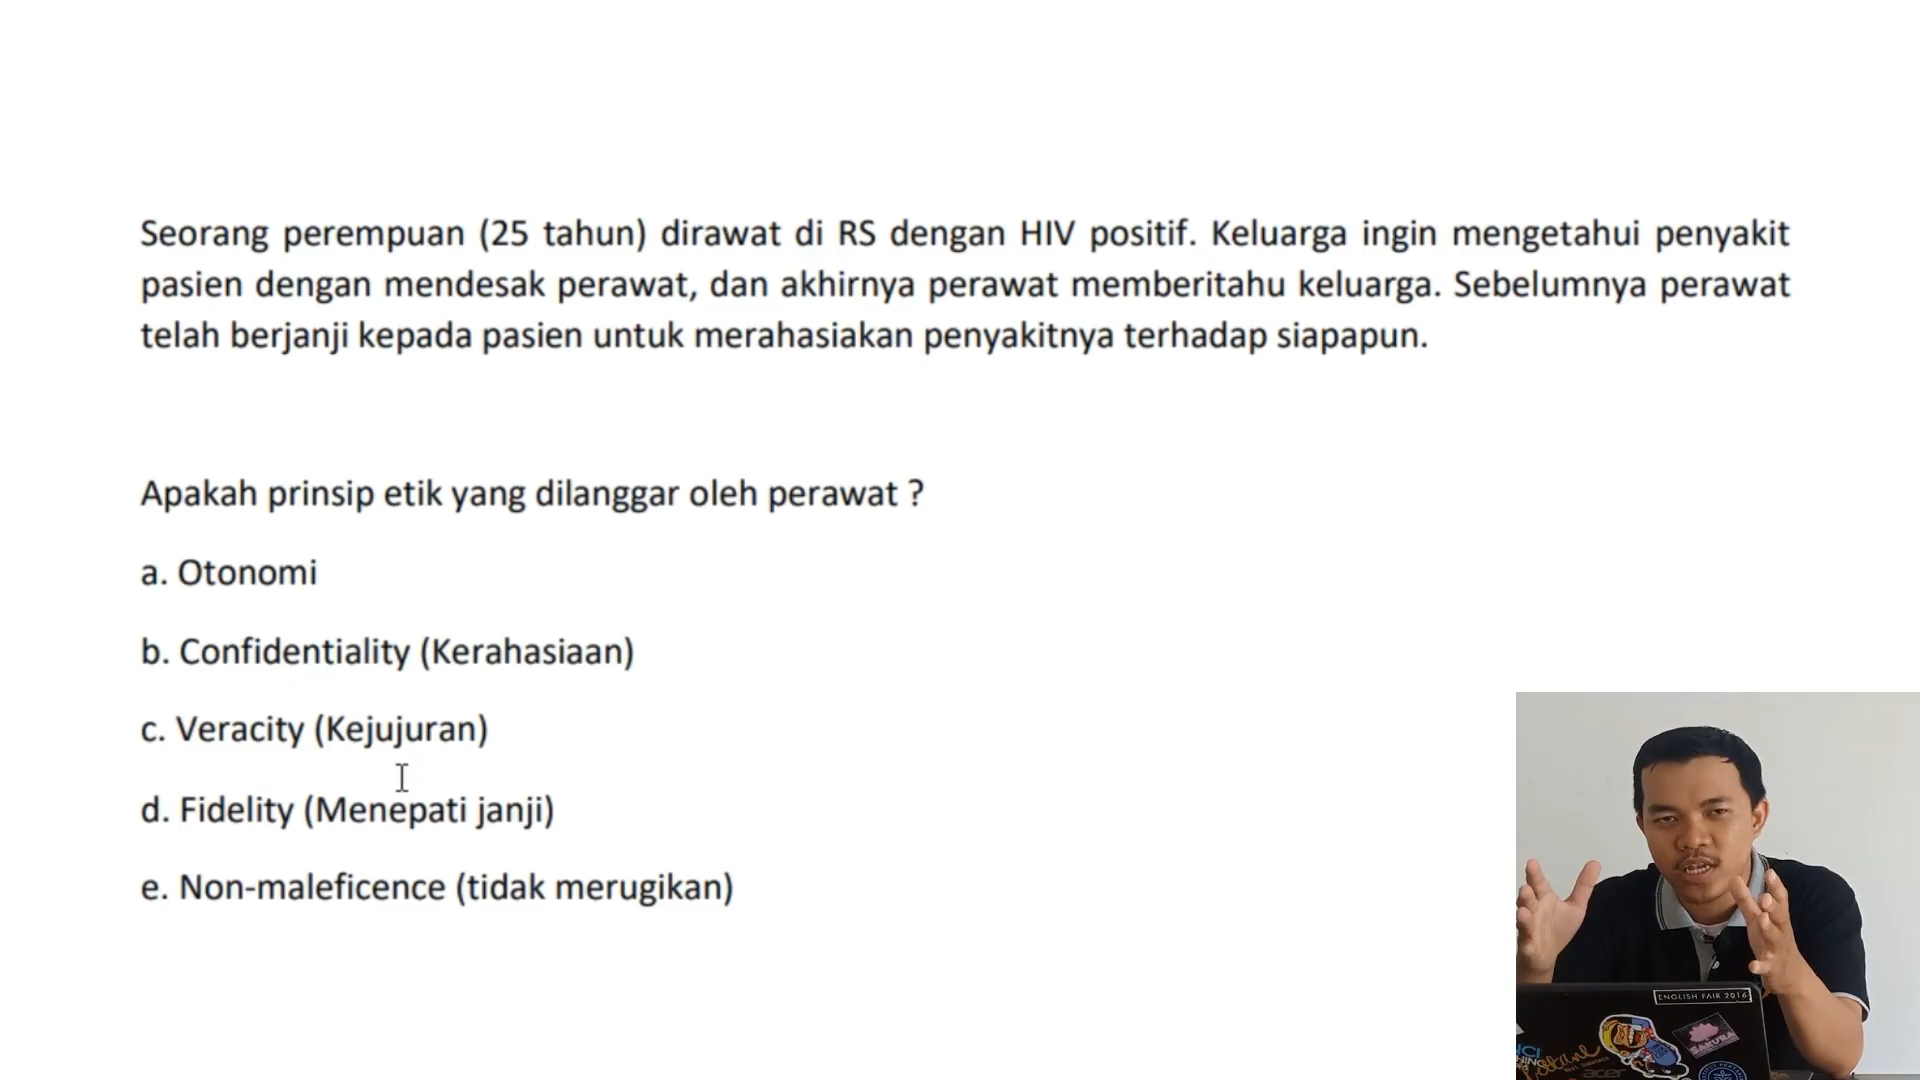 Seorang perempuan (25 tahun) dirawat di RS dengan HIV positif. Keluarga ingin mengetahui penyakit
pasien dengan mendesak perawat, dan akhirnya perawat memberitahu keluarga. Sebelumnya perawat
telah berjanji kepada pasien untuk merahasiakan penyakitnya terhadap siapapun.
Apakah prinsip etik yang dilanggar oleh perawat ?
a. Otonomi
b. Confidentiality (Kerahasiaan)
c. Veracity (Kejujuran)
d. Fidelity (Menepati janji)
e. Non-maleficence (tidak merugikan)
ENGLISH FAIR 2016
SAKURA
acer